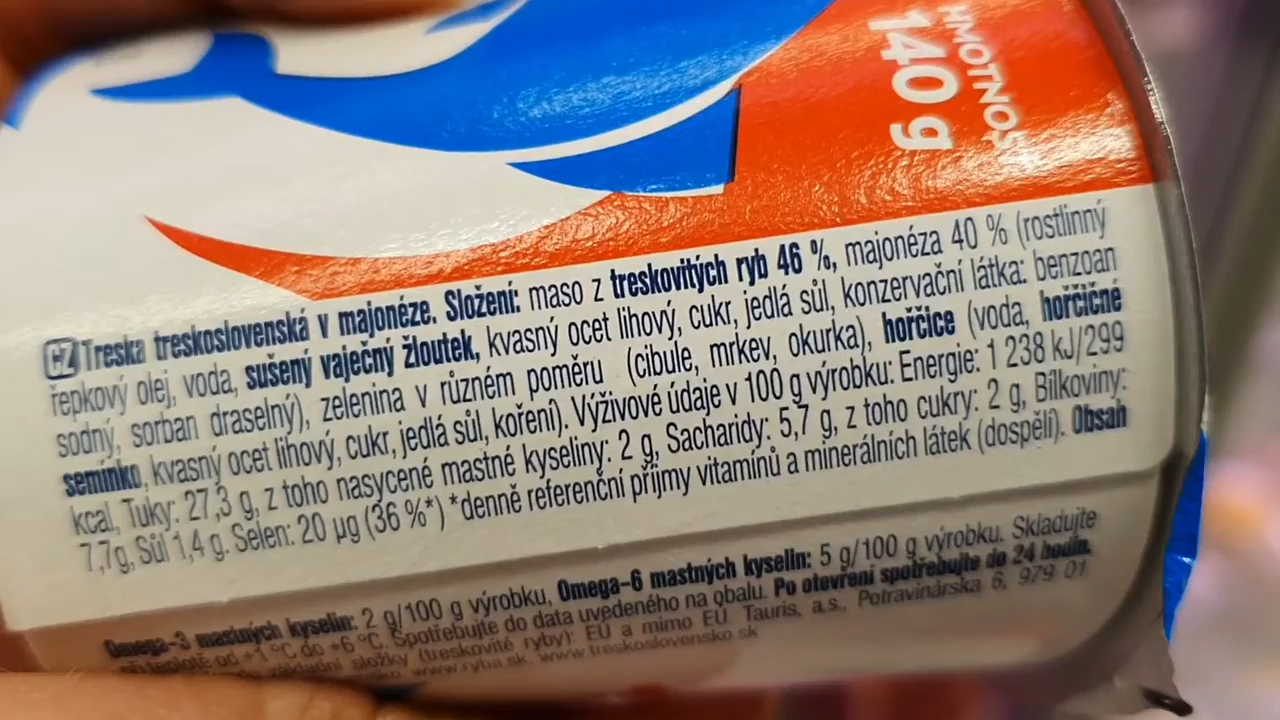 HMOTNOS
140 g
CZ Treska treskoslovenská v majonéze. Složení: maso z treskovitých ryb 46 %, majonéza 40 % (rostlinný
řepkový olej, voda, sušený vaječný žloutek, kvasný ocet lihový, cukr, jedlá sůl, konzervační látka: benzoan
sodný, sorban draselný), zelenina v různém poměru (cibule, mrkev, okurka), hořčice (voda, hořčičné
semínko, kvasný ocet lihový, cukr, jedlá sůl, koření). Výživové údaje v 100 g výrobku: Energie: 1 238 kJ/299
kcal, Tuky: 27,3 g, z toho nasycené mastné kyseliny: 2 g, Sacharidy: 5,7 g, z toho cukry: 2 g, Bílkoviny:
7,7g, Sůl 1,4 g. Selen: 20 µg (36 %*) *denně referenční příjmy vitamínů a minerálních látek (dospělí). Obsah
Omega-3 mastných kyselin: 2 g/100 g výrobku, Omega-6 mastných kyselin: 5 g/100 g výrobku. Skladujte
při teplotě od +1 °C do +6 °C. Spotřebujte do data uvedeného na obalu. Po otevření spotřebujte do 24 hodin.
základní složky (treskovité ryby): EU a mimo EU. Tauris, a.s., Potravinárska 6, 979 01
www.ryba.sk www.treskoslovensko.sk